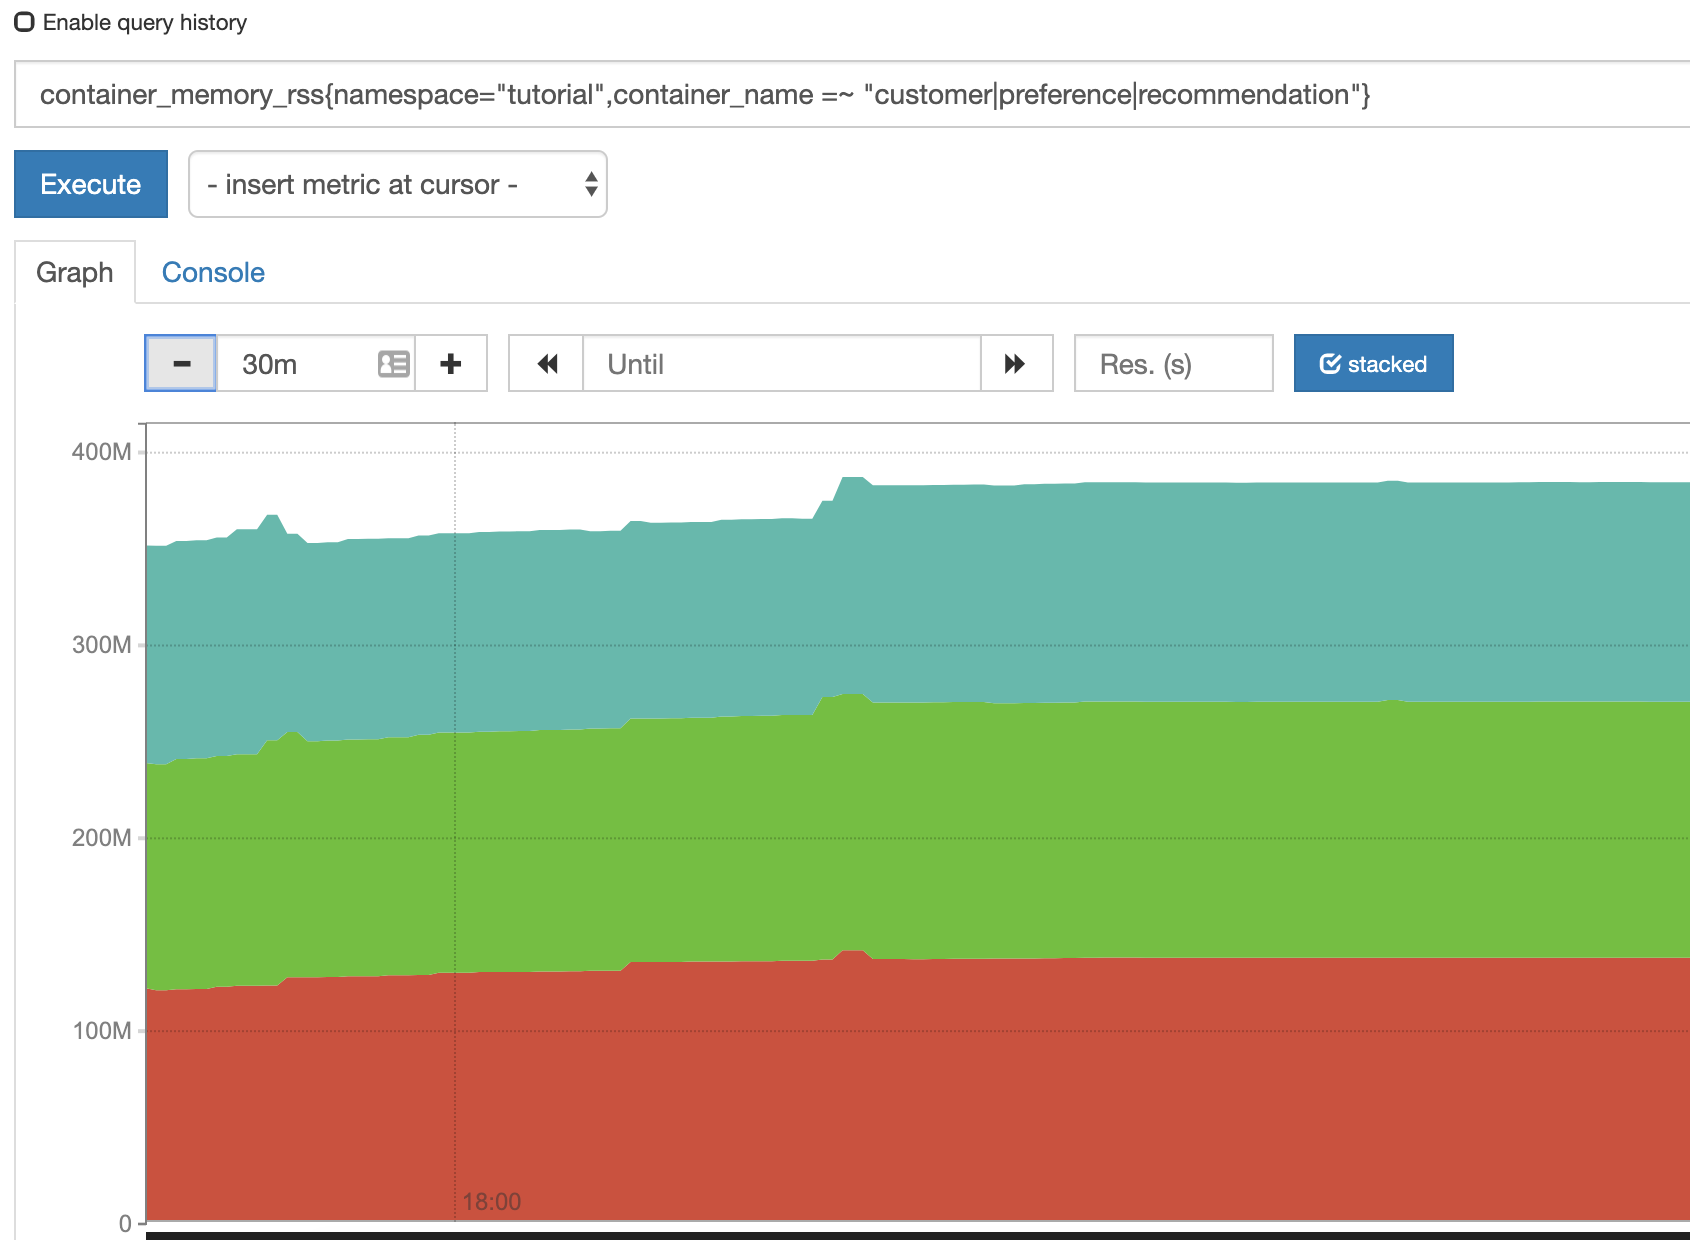 Enable query history
container_memory_rss{namespace="tutorial",container_name =~ "customer|preference|recommendation"}
Execute
- insert metric at cursor -
Graph
Console
30m
Until
Res. (s)
stacked
400M
300M
200M
100M
0
18:00